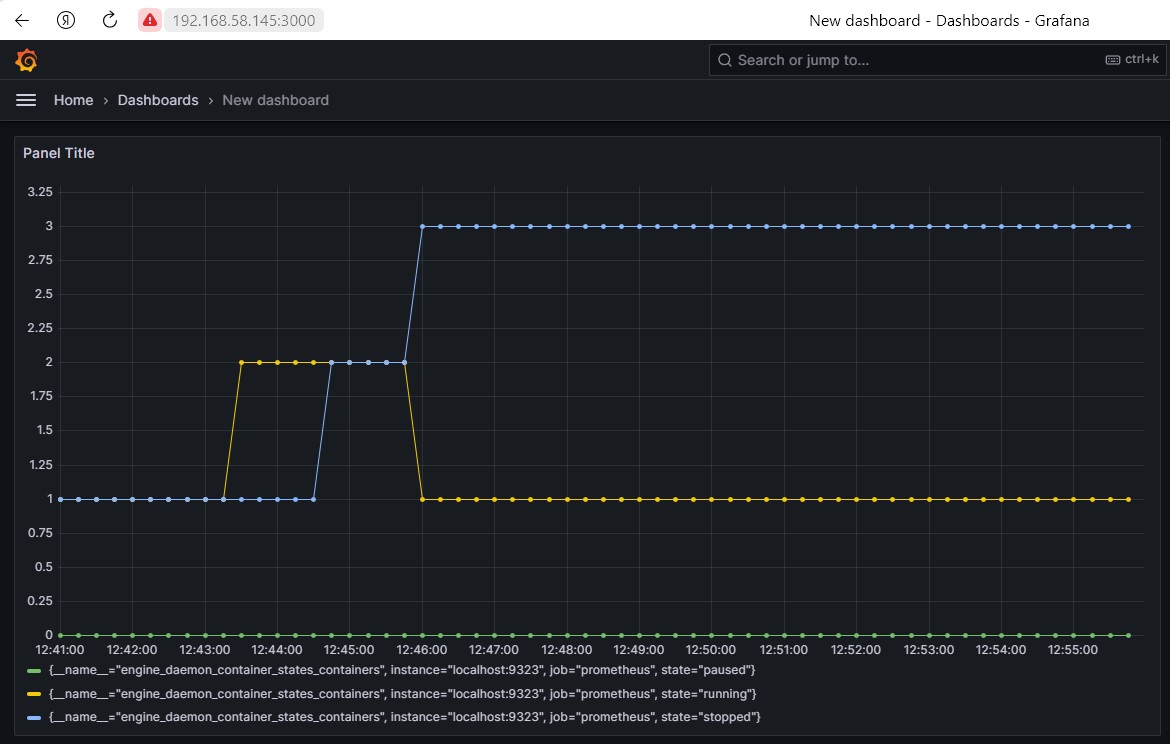 192.168.58.145:3000 New dashboard - Dashboards - Grafana
Search or jump to... ctrl+k
Home › Dashboards › New dashboard
Panel Title
3.25
3
2.75
2.5
2.25
2
1.75
1.5
1.25
1
0.75
0.5
0.25
0
12:41:00 12:42:00 12:43:00 12:44:00 12:45:00 12:46:00 12:47:00 12:48:00 12:49:00 12:50:00 12:51:00 12:52:00 12:53:00 12:54:00 12:55:00
{__name__="engine_daemon_container_states_containers", instance="localhost:9323", job="prometheus", state="paused"}
{__name__="engine_daemon_container_states_containers", instance="localhost:9323", job="prometheus", state="running"}
{__name__="engine_daemon_container_states_containers", instance="localhost:9323", job="prometheus", state="stopped"}